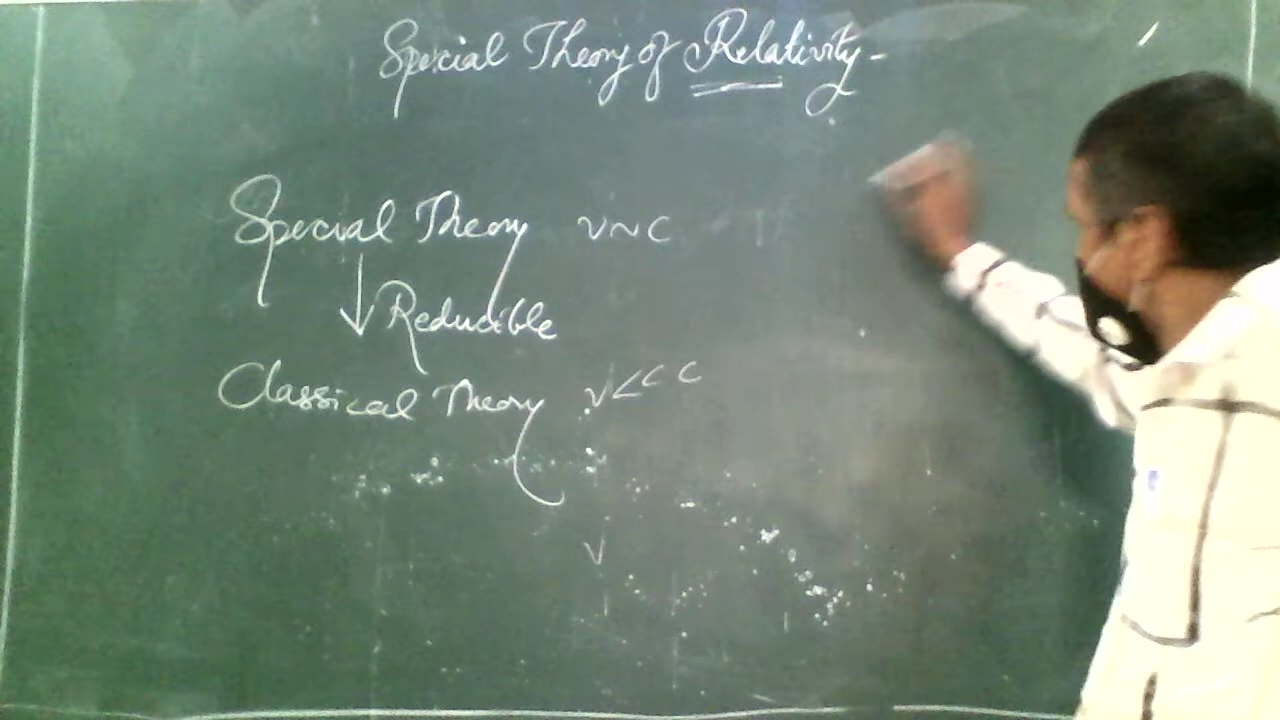 Special Theory of Relativity -
Special Theory v ~ c
↓ Reducible
Classical Theory v << c
v